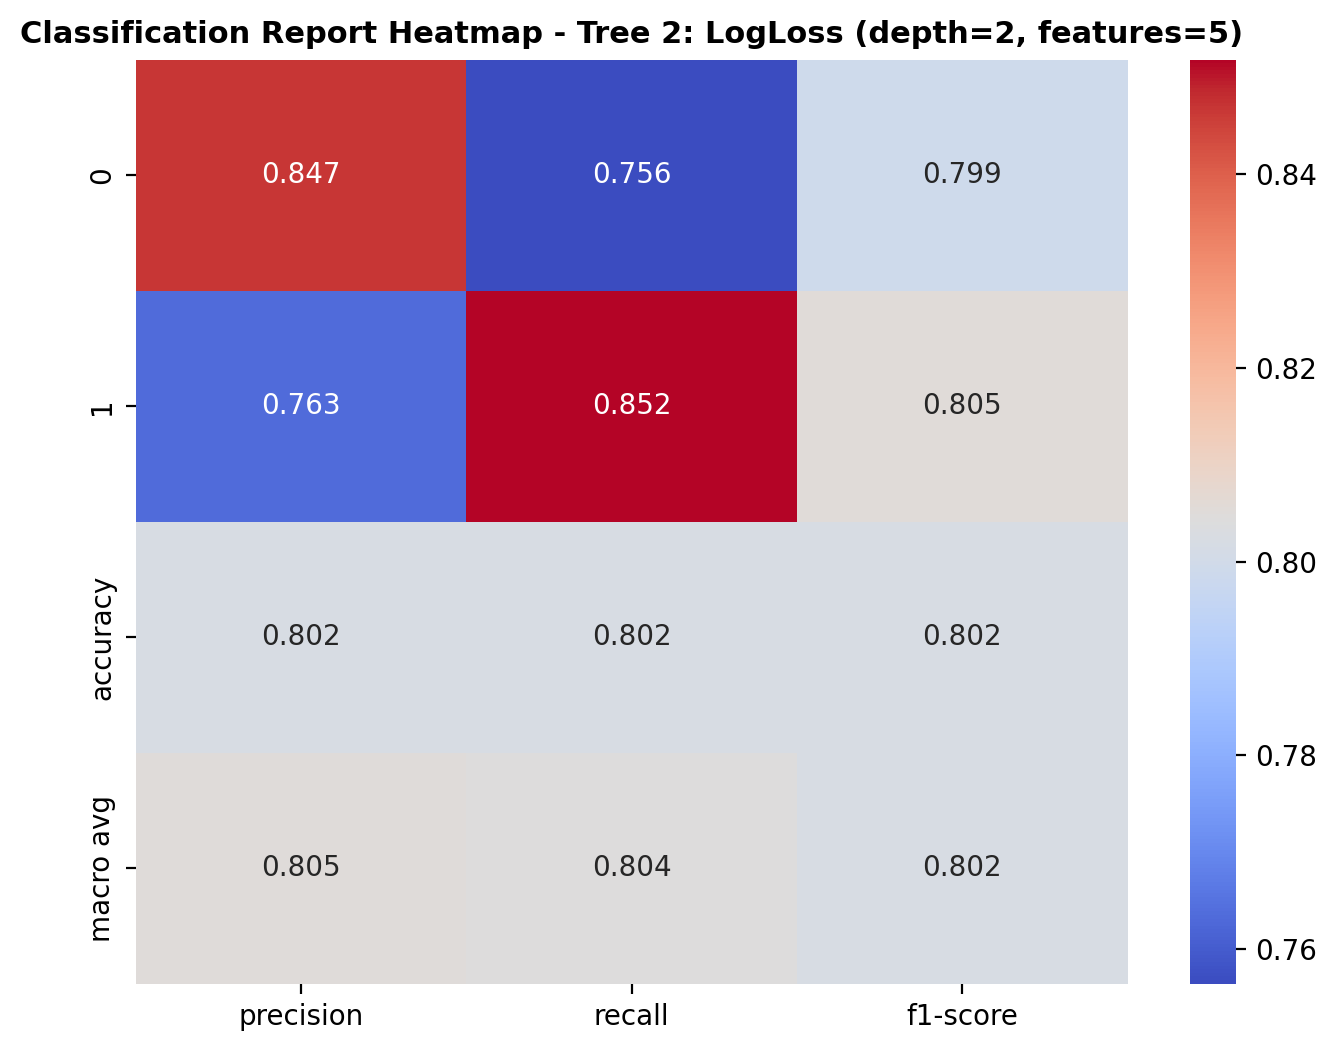 Classification Report Heatmap - Tree 2: LogLoss (depth=2, features=5)
0 0.847 0.756 0.799
1 0.763 0.852 0.805
accuracy 0.802 0.802 0.802
macro avg 0.805 0.804 0.802
precision recall f1-score
0.84
0.82
0.80
0.78
0.76